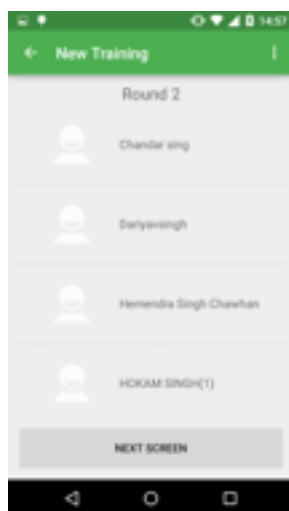 14:57
New Training
Round 2
Chandar sing
Dariyavsingh
Hemendra Singh Chawhan
HOKAM SINGH(1)
NEXT SCREEN